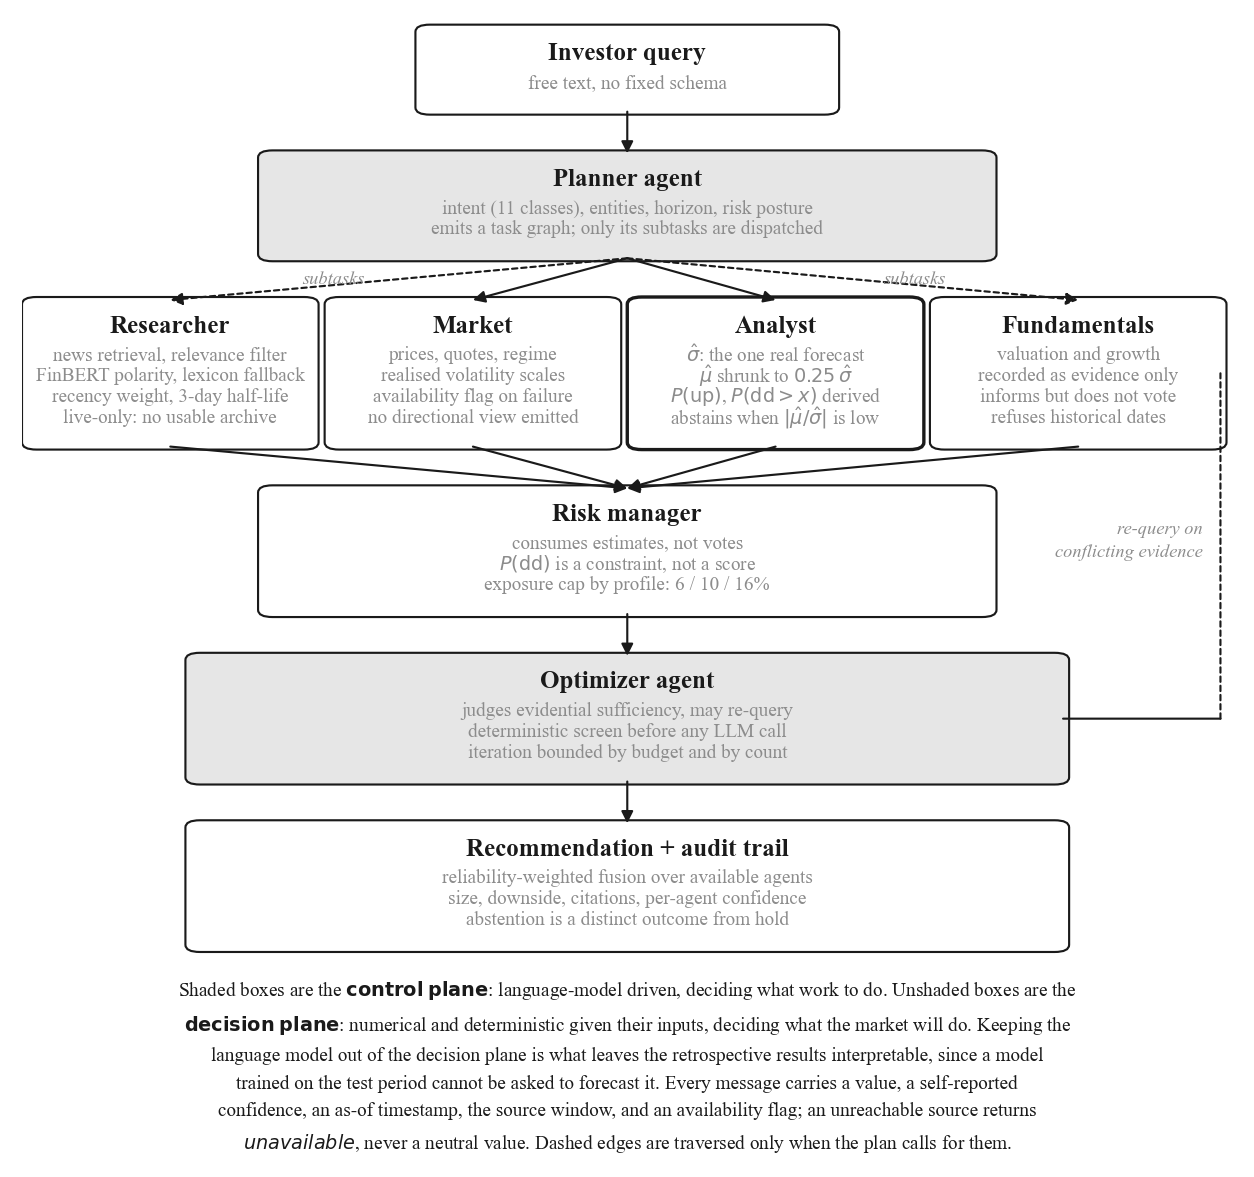 Investor query
free text, no fixed schema
Planner agent
intent (11 classes), entities, horizon, risk posture
emits a task graph; only its subtasks are dispatched
subtasks
subtasks
Researcher
news retrieval, relevance filter
FinBERT polarity, lexicon fallback
recency weight, 3-day half-life
live-only: no usable archive
Market
prices, quotes, regime
realised volatility scales
availability flag on failure
no directional view emitted
Analyst
σ̂: the one real forecast
μ̂ shrunk to 0.25 σ̂
P(up), P(dd > x) derived
abstains when |μ̂/σ̂| is low
Fundamentals
valuation and growth
recorded as evidence only
informs but does not vote
refuses historical dates
Risk manager
consumes estimates, not votes
P(dd) is a constraint, not a score
exposure cap by profile: 6 / 10 / 16%
re-query on
conflicting evidence
Optimizer agent
judges evidential sufficiency, may re-query
deterministic screen before any LLM call
iteration bounded by budget and by count
Recommendation + audit trail
reliability-weighted fusion over available agents
size, downside, citations, per-agent confidence
abstention is a distinct outcome from hold
Shaded boxes are the control plane: language-model driven, deciding what work to do. Unshaded boxes are the
decision plane: numerical and deterministic given their inputs, deciding what the market will do. Keeping the
language model out of the decision plane is what leaves the retrospective results interpretable, since a model
trained on the test period cannot be asked to forecast it. Every message carries a value, a self-reported
confidence, an as-of timestamp, the source window, and an availability flag; an unreachable source returns
unavailable, never a neutral value. Dashed edges are traversed only when the plan calls for them.